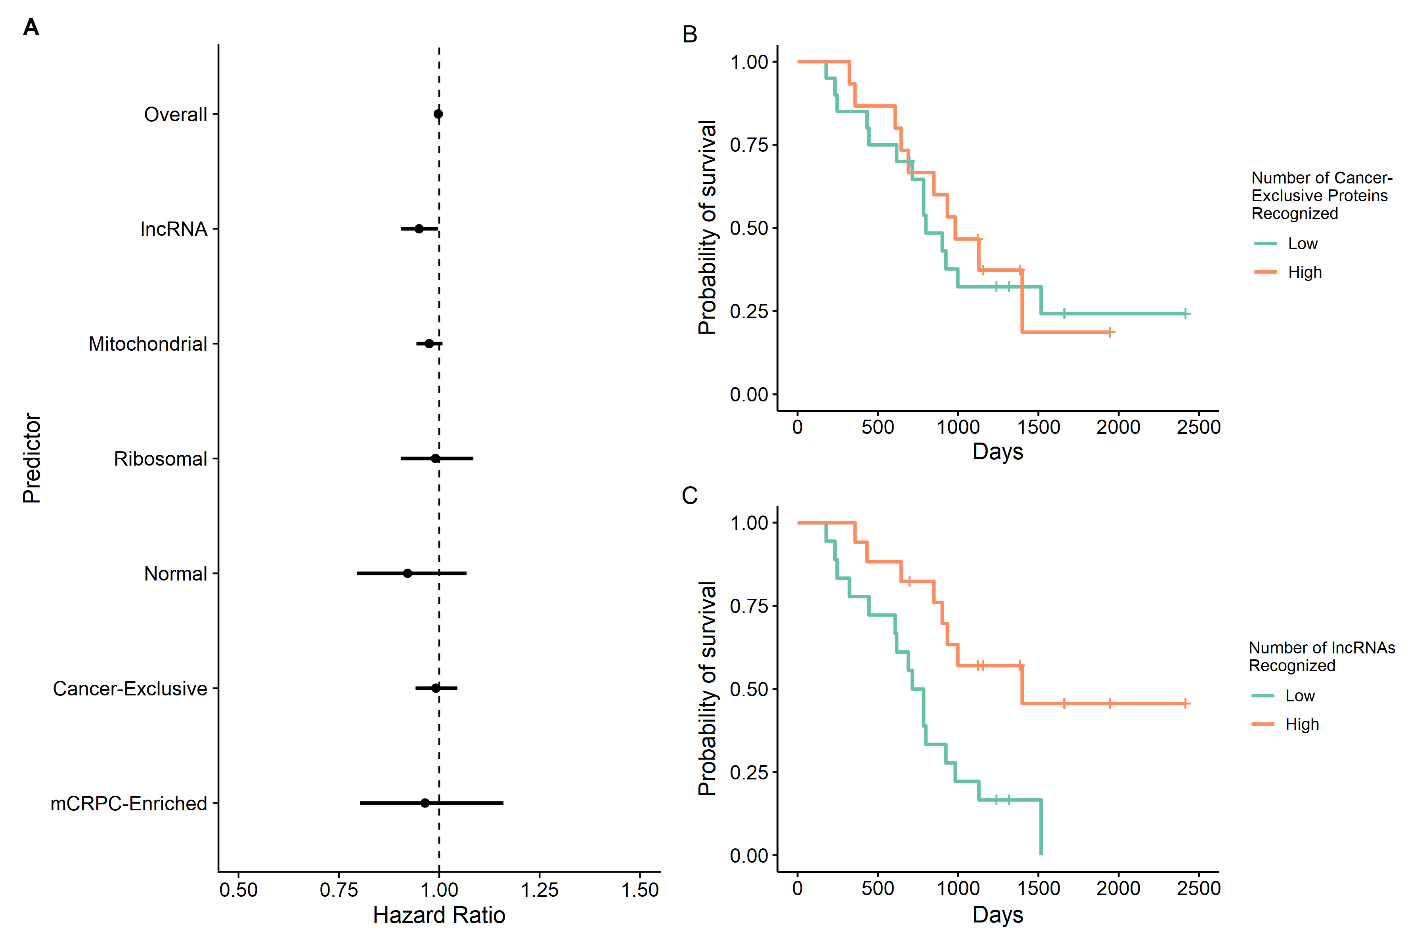 A
Overall
lncRNA
Mitochondrial
Ribosomal
Normal
Cancer-Exclusive
mCRPC-Enriched
Predictor
0.50 0.75 1.00 1.25 1.50
Hazard Ratio
B
1.00
0.75
0.50
0.25
0.00
Probability of survival
0 500 1000 1500 2000 2500
Days
Number of Cancer-
Exclusive Proteins
Recognized
Low
High
C
1.00
0.75
0.50
0.25
0.00
Probability of survival
0 500 1000 1500 2000 2500
Days
Number of lncRNAs
Recognized
Low
High